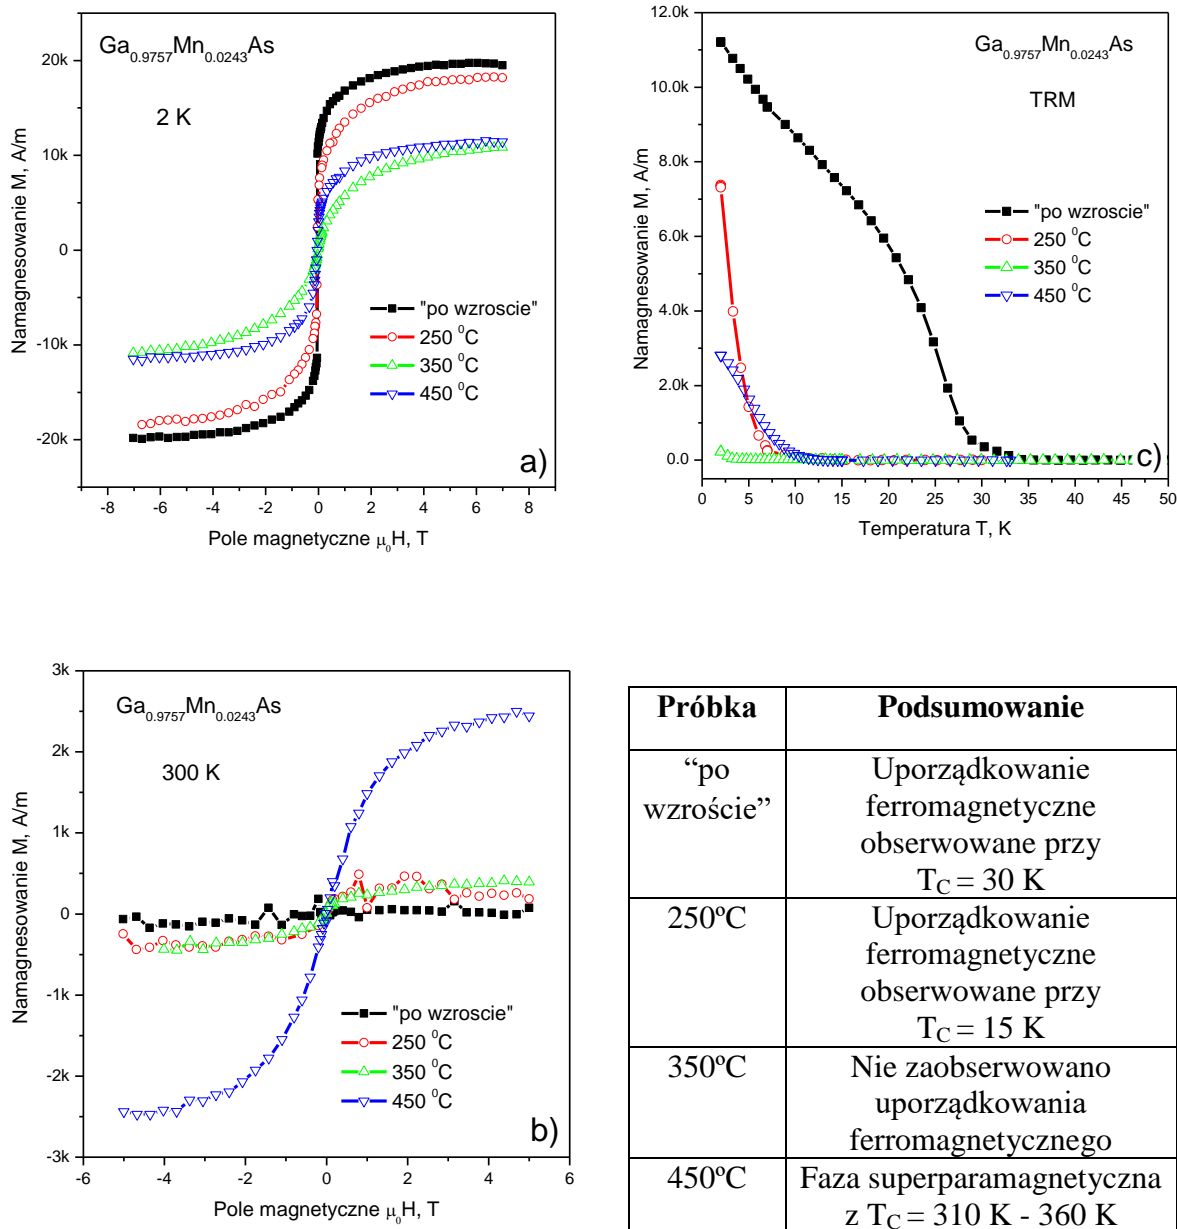 Ga0.9757Mn0.0243As
2 K
Namagnesowanie M, A/m
20k
10k
0
-10k
-20k
"po wzroscie"
250 ⁰C
350 ⁰C
450 ⁰C
a)
-8 -6 -4 -2 0 2 4 6 8
Pole magnetyczne μ₀H, T
Ga0.9757Mn0.0243As
TRM
Namagnesowanie M, A/m
12.0k
10.0k
8.0k
6.0k
4.0k
2.0k
0.0
"po wzroscie"
250 ⁰C
350 ⁰C
450 ⁰C
c)
0 5 10 15 20 25 30 35 40 45 50
Temperatura T, K
Ga0.9757Mn0.0243As
300 K
Namagnesowanie M, A/m
3k
2k
1k
0
-1k
-2k
-3k
"po wzroscie"
250 ⁰C
350 ⁰C
450 ⁰C
b)
-6 -4 -2 0 2 4 6
Pole magnetyczne μ₀H, T
Próbka Podsumowanie
“po wzroście” Uporządkowanie
ferromagnetyczne
obserwowane przy
TC = 30 K
250ºC Uporządkowanie
ferromagnetyczne
obserwowane przy
TC = 15 K
350ºC Nie zaobserwowano
uporządkowania
ferromagnetycznego
450ºC Faza superparamagnetyczna
z TC = 310 K - 360 K